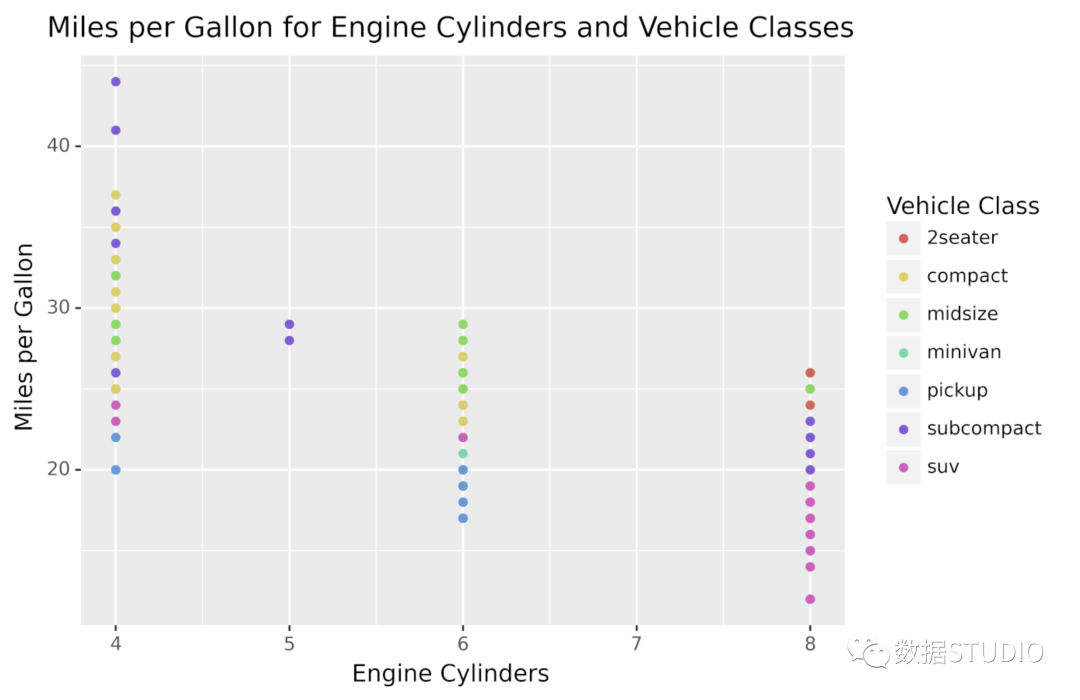 Miles per Gallon for Engine Cylinders and Vehicle Classes
40
30
20
Miles per Gallon
4 5 6 7 8
Engine Cylinders
Vehicle Class
2seater
compact
midsize
minivan
pickup
subcompact
suv
数据STUDIO